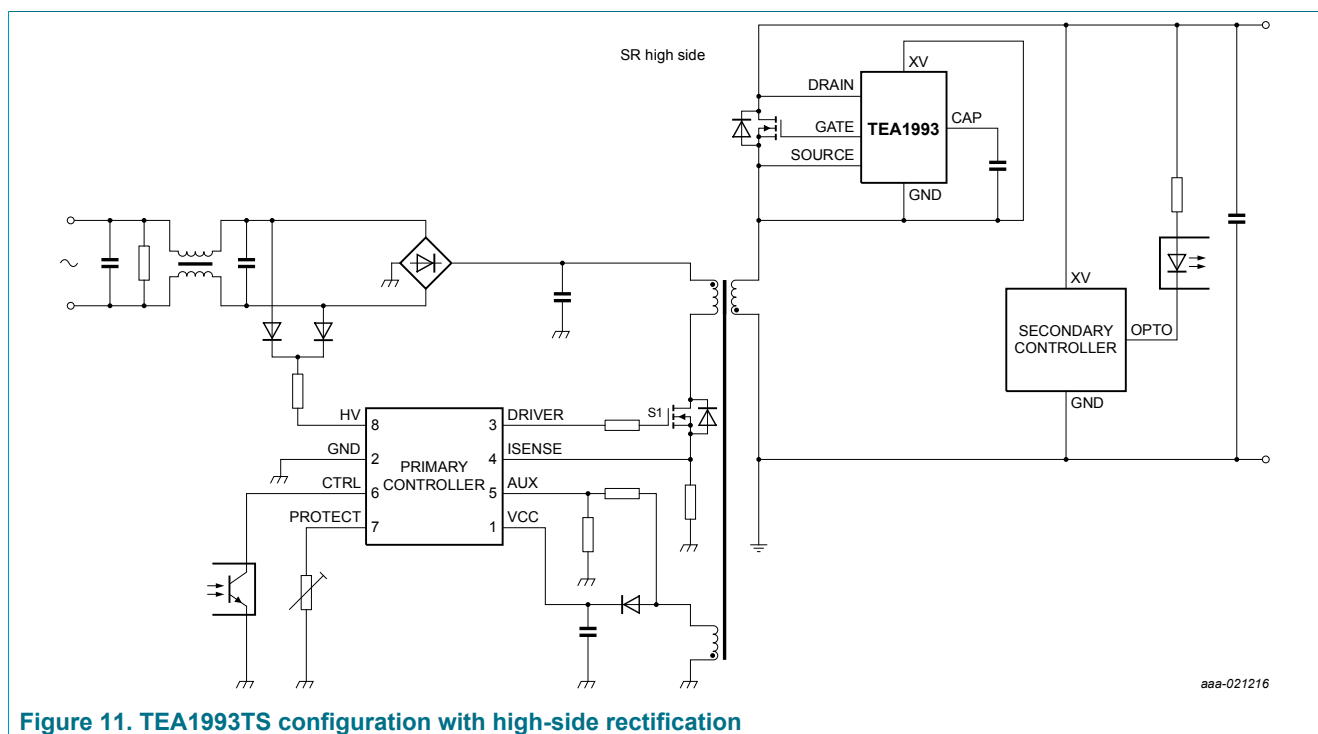 SR high side
XV
DRAIN
GATE
TEA1993
CAP
SOURCE
GND
XV
SECONDARY
CONTROLLER
OPTO
GND
HV
8
3
DRIVER
S1
GND
2
4
ISENSE
PRIMARY
CONTROLLER
CTRL
6
5
AUX
PROTECT
7
1
VCC
aaa-021216
Figure 11. TEA1993TS configuration with high-side rectification